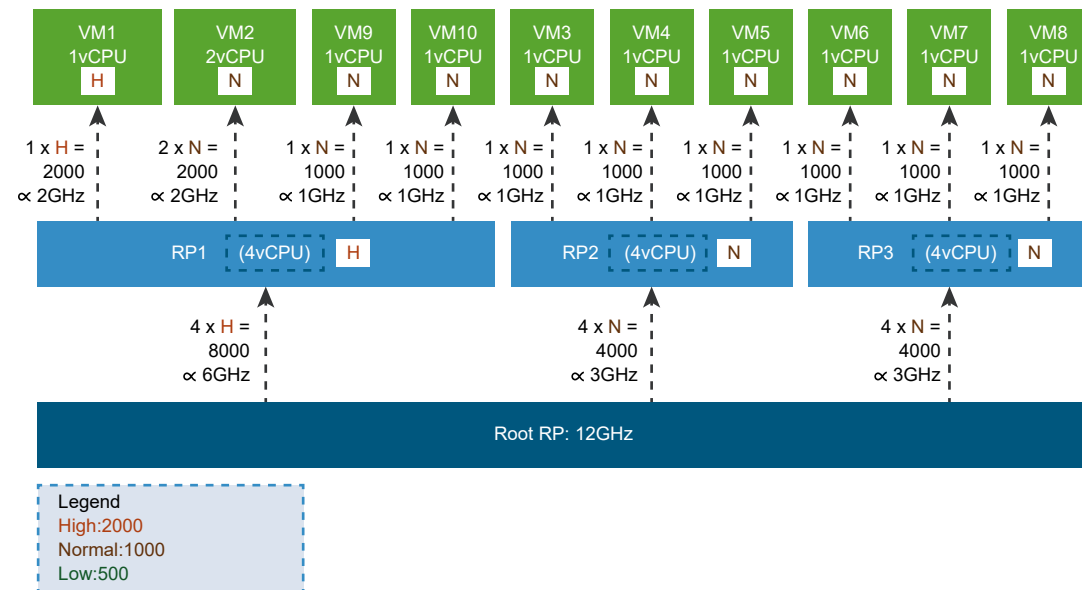 VM1
1vCPU
H
VM2
2vCPU
N
VM9
1vCPU
N
VM10
1vCPU
N
VM3
1vCPU
N
VM4
1vCPU
N
VM5
1vCPU
N
VM6
1vCPU
N
VM7
1vCPU
N
VM8
1vCPU
N
1 x H =
2000
∝ 2GHz
2 x N =
2000
∝ 2GHz
1 x N =
1000
∝ 1GHz
1 x N =
1000
∝ 1GHz
1 x N =
1000
∝ 1GHz
1 x N =
1000
∝ 1GHz
1 x N =
1000
∝ 1GHz
1 x N =
1000
∝ 1GHz
1 x N =
1000
∝ 1GHz
1 x N =
1000
∝ 1GHz
RP1 (4vCPU) H
RP2 (4vCPU) N
RP3 (4vCPU) N
4 x H =
8000
∝ 6GHz
4 x N =
4000
∝ 3GHz
4 x N =
4000
∝ 3GHz
Root RP: 12GHz
Legend
High:2000
Normal:1000
Low:500